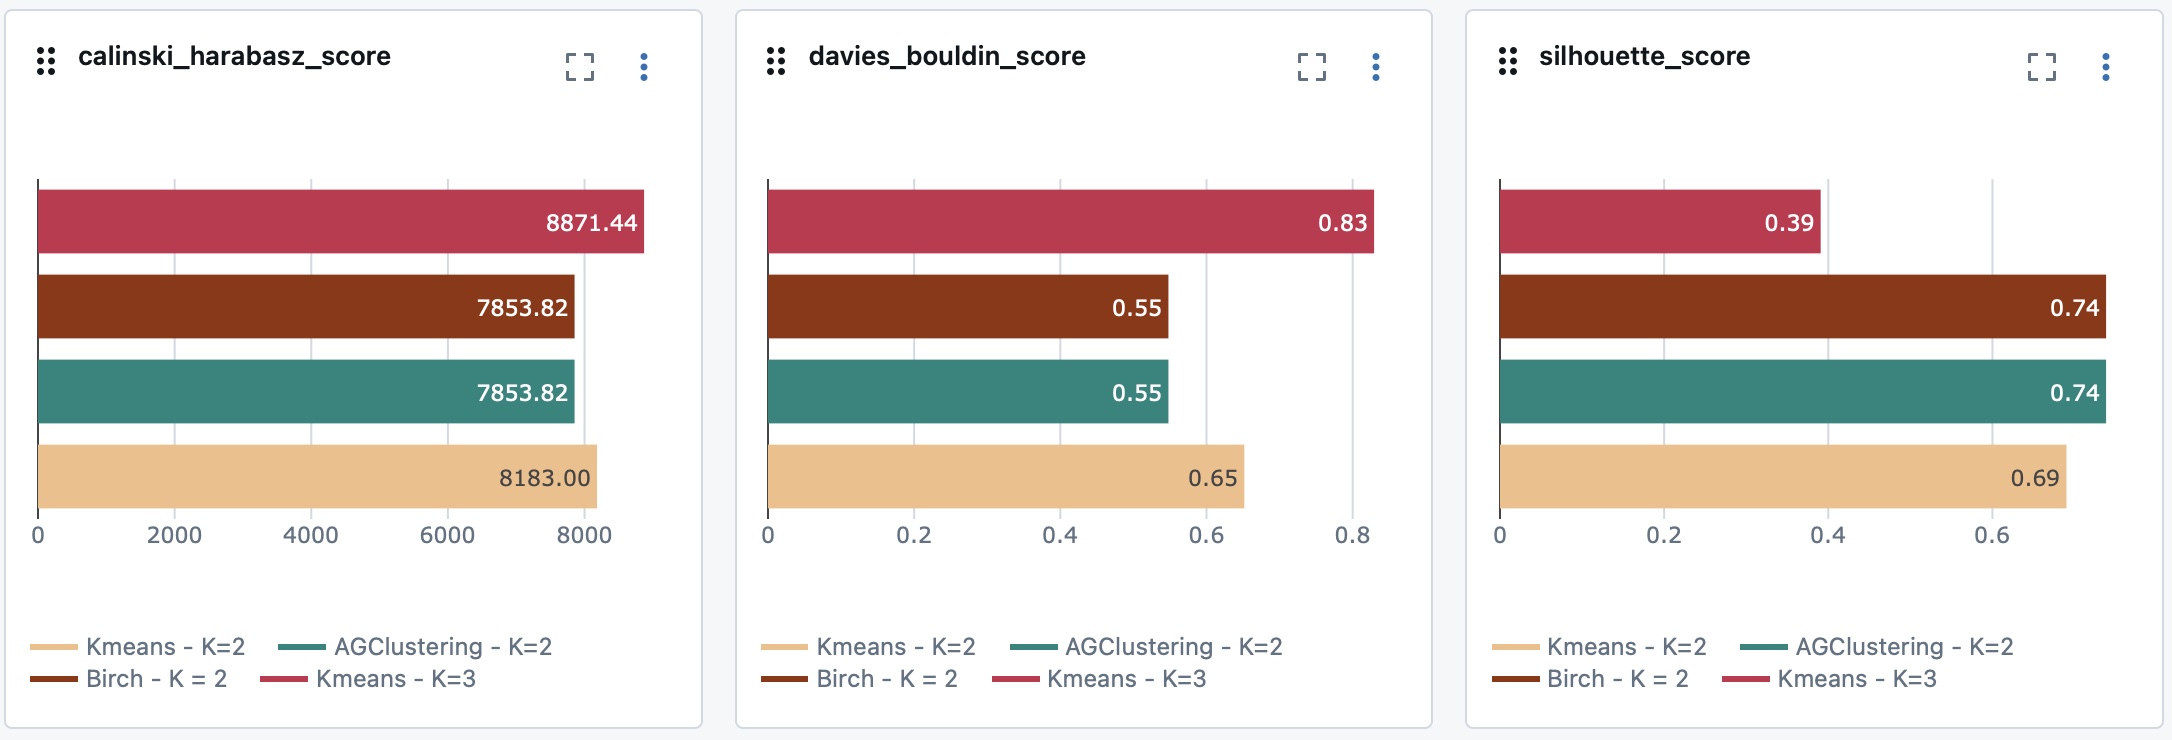 calinski_harabasz_score
8871.44
7853.82
7853.82
8183.00
0 2000 4000 6000 8000
Kmeans - K=2 AGClustering - K=2
Birch - K = 2 Kmeans - K=3
davies_bouldin_score
0.83
0.55
0.55
0.65
0 0.2 0.4 0.6 0.8
Kmeans - K=2 AGClustering - K=2
Birch - K = 2 Kmeans - K=3
silhouette_score
0.39
0.74
0.74
0.69
0 0.2 0.4 0.6
Kmeans - K=2 AGClustering - K=2
Birch - K = 2 Kmeans - K=3